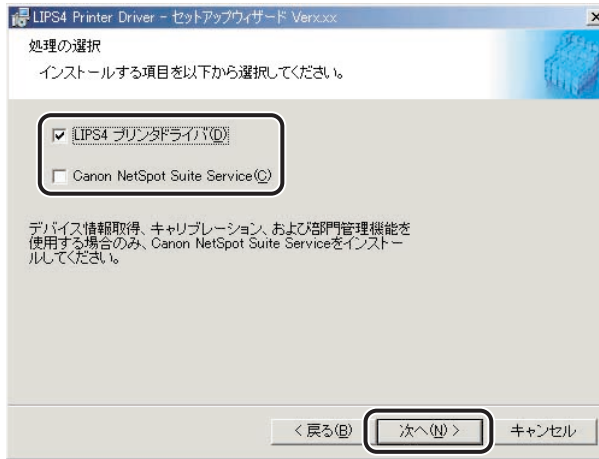 LIPS4 Printer Driver - セットアップウィザード Verx.xx
処理の選択
インストールする項目を以下から選択してください。
LIPS4 プリンタドライバ(D)
Canon NetSpot Suite Service(C)
デバイス情報取得、キャリブレーション、および部門管理機能を
使用する場合のみ、Canon NetSpot Suite Serviceをインストー
ルしてください。
< 戻る(B) 次へ(N) > キャンセル